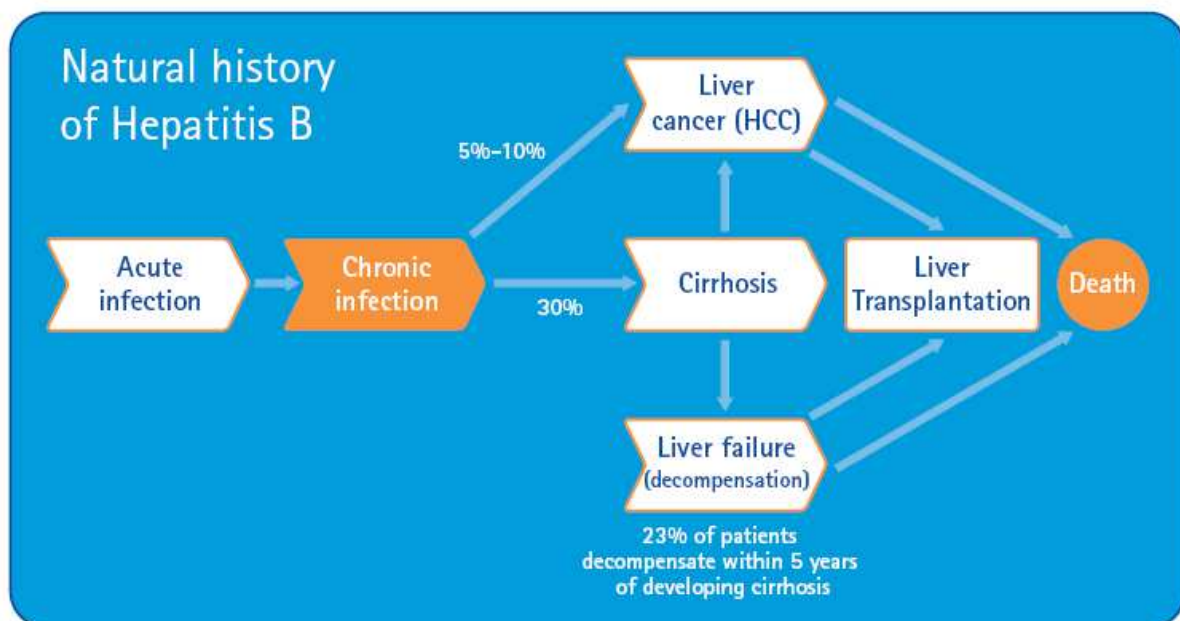 Natural history
of Hepatitis B
Liver
cancer (HCC)
5%–10%
Acute
infection
Chronic
infection
30%
Cirrhosis
Liver
Transplantation
Death
Liver failure
(decompensation)
23% of patients
decompensate within 5 years
of developing cirrhosis